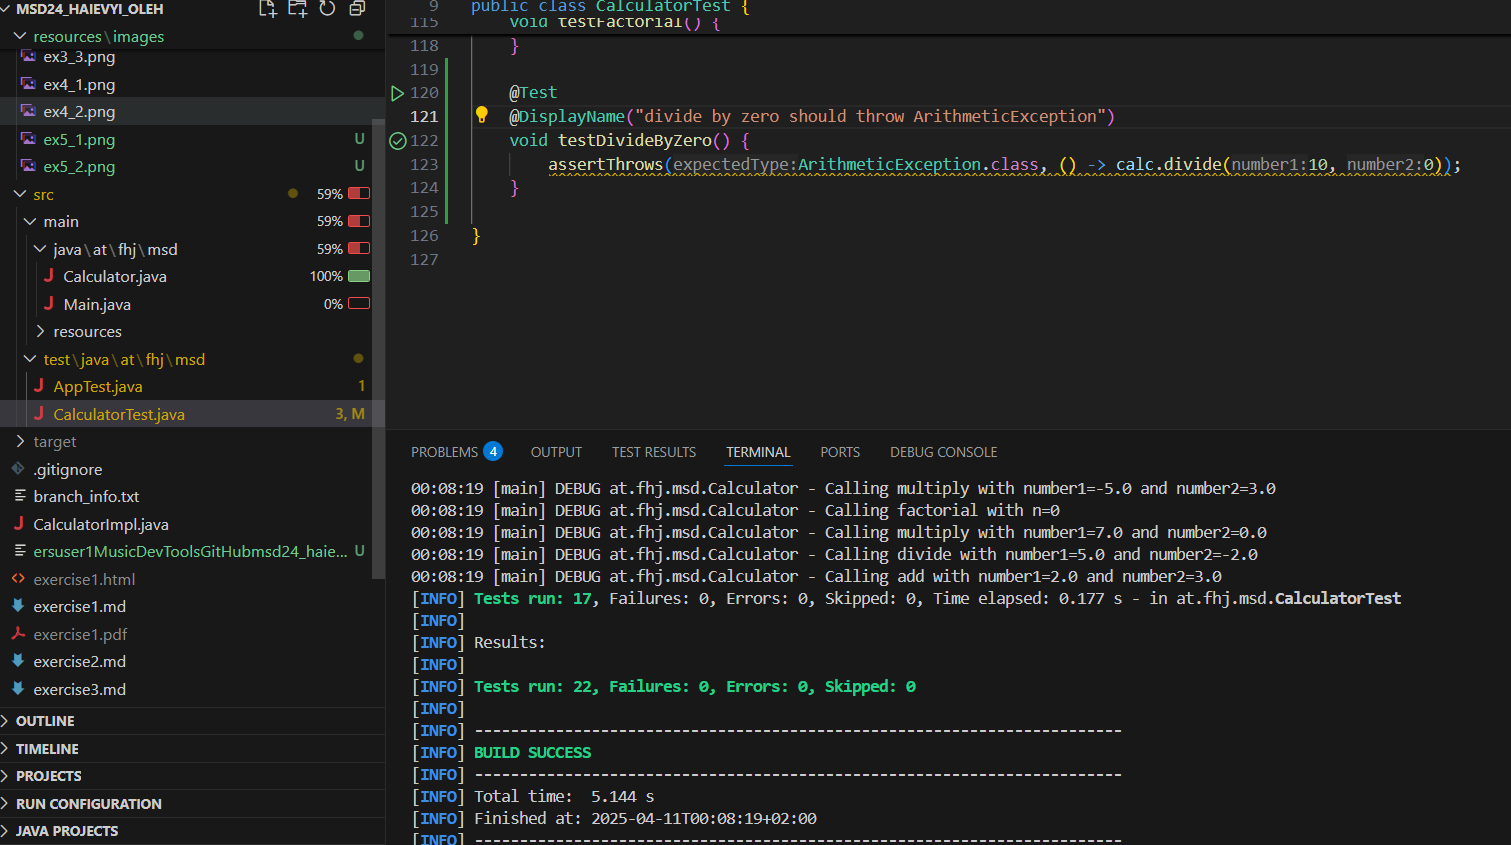 MSD24_HAIEVYI_OLEH
resources\images
ex3_3.png
ex4_1.png
ex4_2.png
ex5_1.png U
ex5_2.png U
src 59%
main 59%
java\at\fhj\msd 59%
Calculator.java 100%
Main.java 0%
resources
test\java\at\fhj\msd
AppTest.java 1
CalculatorTest.java 3, M
target
.gitignore
branch_info.txt
CalculatorImpl.java
ersuser1MusicDevToolsGitHubmsd24_haie... U
exercise1.html
exercise1.md
exercise1.pdf
exercise2.md
exercise3.md
OUTLINE
TIMELINE
PROJECTS
RUN CONFIGURATION
JAVA PROJECTS
9 public class CalculatorTest {
115 void testFactorial() {
118 }
119
120 @Test
121 @DisplayName("divide by zero should throw ArithmeticException")
122 void testDivideByZero() {
123 assertThrows(expectedType:ArithmeticException.class, () -> calc.divide(number1:10, number2:0));
124 }
125
126 }
127
PROBLEMS 4 OUTPUT TEST RESULTS TERMINAL PORTS DEBUG CONSOLE
00:08:19 [main] DEBUG at.fhj.msd.Calculator - Calling multiply with number1=-5.0 and number2=3.0
00:08:19 [main] DEBUG at.fhj.msd.Calculator - Calling factorial with n=0
00:08:19 [main] DEBUG at.fhj.msd.Calculator - Calling multiply with number1=7.0 and number2=0.0
00:08:19 [main] DEBUG at.fhj.msd.Calculator - Calling divide with number1=5.0 and number2=-2.0
00:08:19 [main] DEBUG at.fhj.msd.Calculator - Calling add with number1=2.0 and number2=3.0
[INFO] Tests run: 17, Failures: 0, Errors: 0, Skipped: 0, Time elapsed: 0.177 s - in at.fhj.msd.CalculatorTest
[INFO]
[INFO] Results:
[INFO]
[INFO] Tests run: 22, Failures: 0, Errors: 0, Skipped: 0
[INFO]
[INFO] ------------------------------------------------------------------------
[INFO] BUILD SUCCESS
[INFO] ------------------------------------------------------------------------
[INFO] Total time:  5.144 s
[INFO] Finished at: 2025-04-11T00:08:19+02:00
[INFO] ------------------------------------------------------------------------